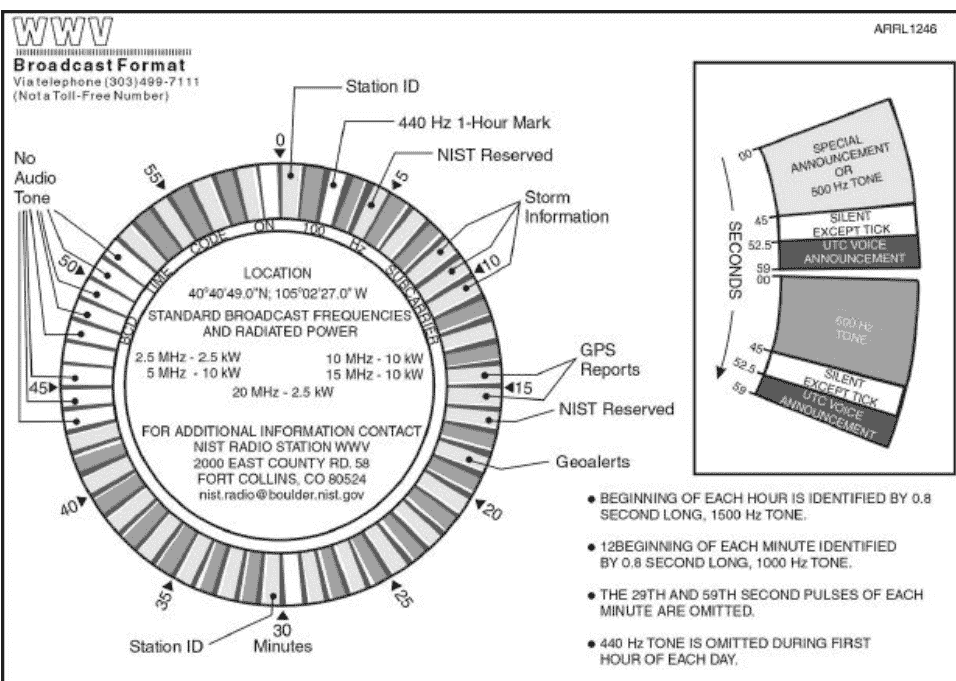 WWV
Broadcast Format
Via telephone (303)499-7111
(Not a Toll-Free Number)
ARRL1246
Station ID
440 Hz 1-Hour Mark
NIST Reserved
Storm
Information
GPS
Reports
NIST Reserved
Geoalerts
No
Audio
Tone
0
5
10
15
20
25
30
Minutes
35
40
45
50
55
Station ID
BCD TIME CODE ON 100 Hz SUBCARRIER
LOCATION
40°40'49.0"N; 105°02'27.0" W
STANDARD BROADCAST FREQUENCIES
AND RADIATED POWER
2.5 MHz - 2.5 kW 10 MHz - 10 kW
5 MHz - 10 kW 15 MHz - 10 kW
20 MHz - 2.5 kW
FOR ADDITIONAL INFORMATION CONTACT
NIST RADIO STATION WWV
2000 EAST COUNTY RD. 58
FORT COLLINS, CO 80524
nist.radio@boulder.nist.gov
SECONDS
00
SPECIAL
ANNOUNCEMENT
OR
500 Hz TONE
45
SILENT
EXCEPT TICK
52.5
UTC VOICE
ANNOUNCEMENT
59
00
600 Hz
TONE
45
SILENT
EXCEPT TICK
52.5
UTC VOICE
ANNOUNCEMENT
59
• BEGINNING OF EACH HOUR IS IDENTIFIED BY 0.8
SECOND LONG, 1500 Hz TONE.
• 12BEGINNING OF EACH MINUTE IDENTIFIED
BY 0.8 SECOND LONG, 1000 Hz TONE.
• THE 29TH AND 59TH SECOND PULSES OF EACH
MINUTE ARE OMITTED.
• 440 Hz TONE IS OMITTED DURING FIRST
HOUR OF EACH DAY.